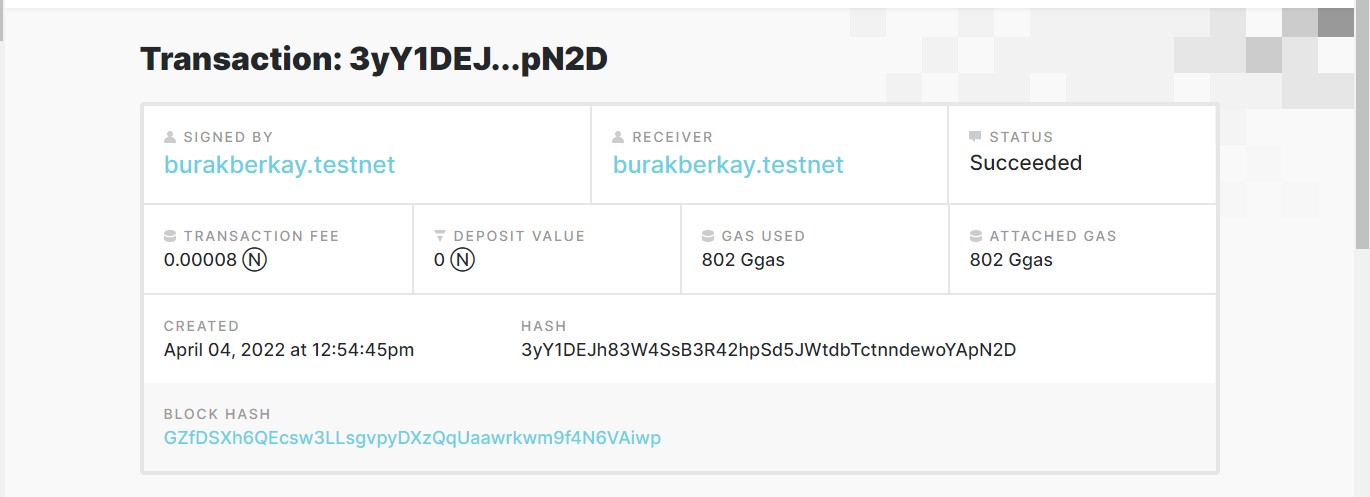 Transaction: 3yY1DEJ...pN2D
SIGNED BY
burakberkay.testnet
RECEIVER
burakberkay.testnet
STATUS
Succeeded
TRANSACTION FEE
0.00008 Ⓝ
DEPOSIT VALUE
0 Ⓝ
GAS USED
802 Ggas
ATTACHED GAS
802 Ggas
CREATED
April 04, 2022 at 12:54:45pm
HASH
3yY1DEJh83W4SsB3R42hpSd5JWtdbTctnndewoYApN2D
BLOCK HASH
GZfDSXh6QEcsw3LLsgvpyDXzQqUaawrkwm9f4N6VAiwp